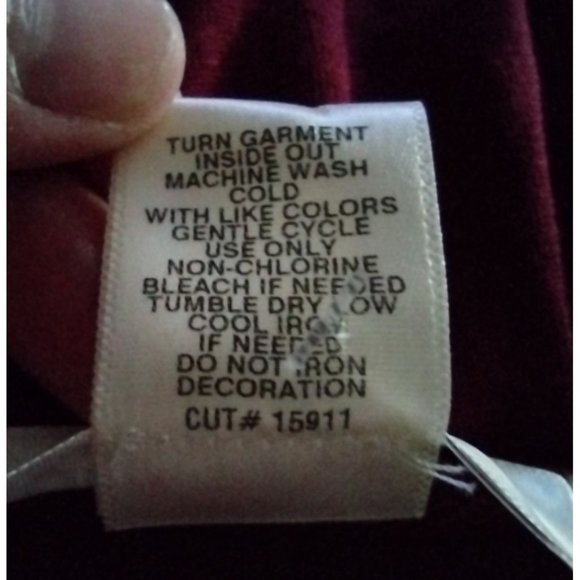 TURN GARMENT
INSIDE OUT
MACHINE WASH
COLD
WITH LIKE COLORS
GENTLE CYCLE
USE ONLY
NON-CHLORINE
BLEACH IF NEEDED
TUMBLE DRY LOW
COOL IRON
IF NEEDED
DO NOT IRON
DECORATION
CUT# 15911